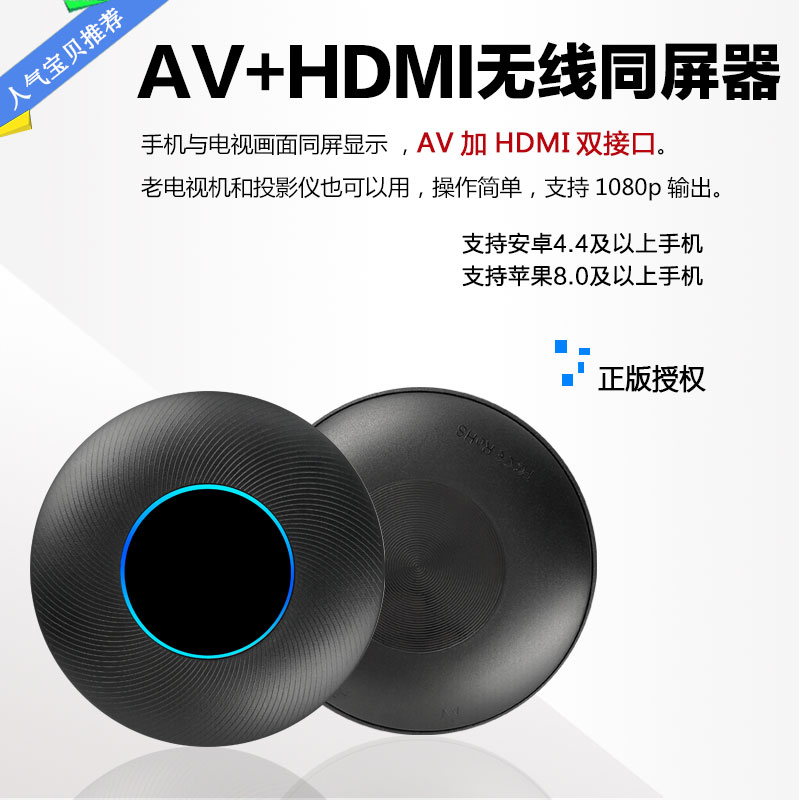 人气宝贝推荐
AV+HDMI无线同屏器
手机与电视画面同屏显示 ，AV 加 HDMI 双接口。
老电视机和投影仪也可以用，操作简单，支持 1080p 输出。
支持安卓4.4及以上手机
支持苹果8.0及以上手机
正版授权
RoHS